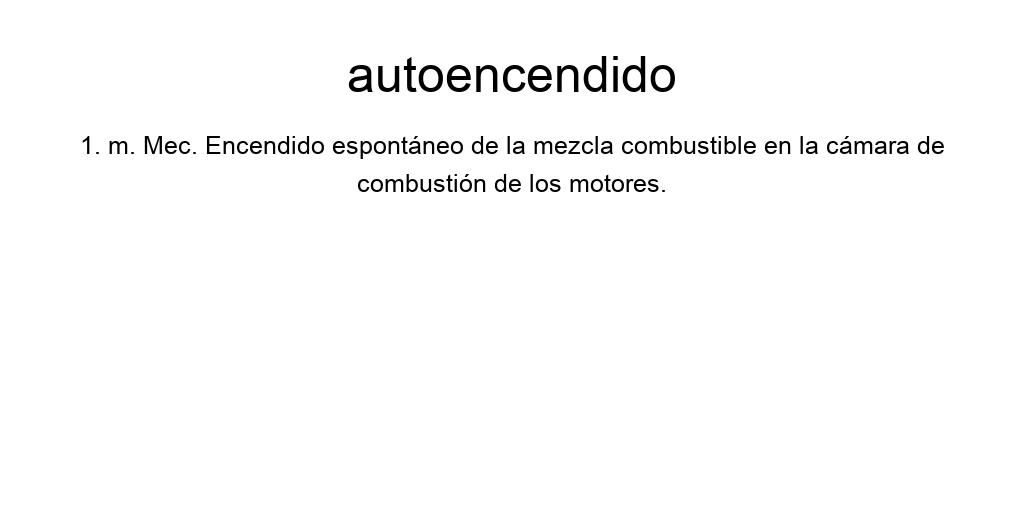 autoencendido
1. m. Mec. Encendido espontáneo de la mezcla combustible en la cámara de
combustión de los motores.